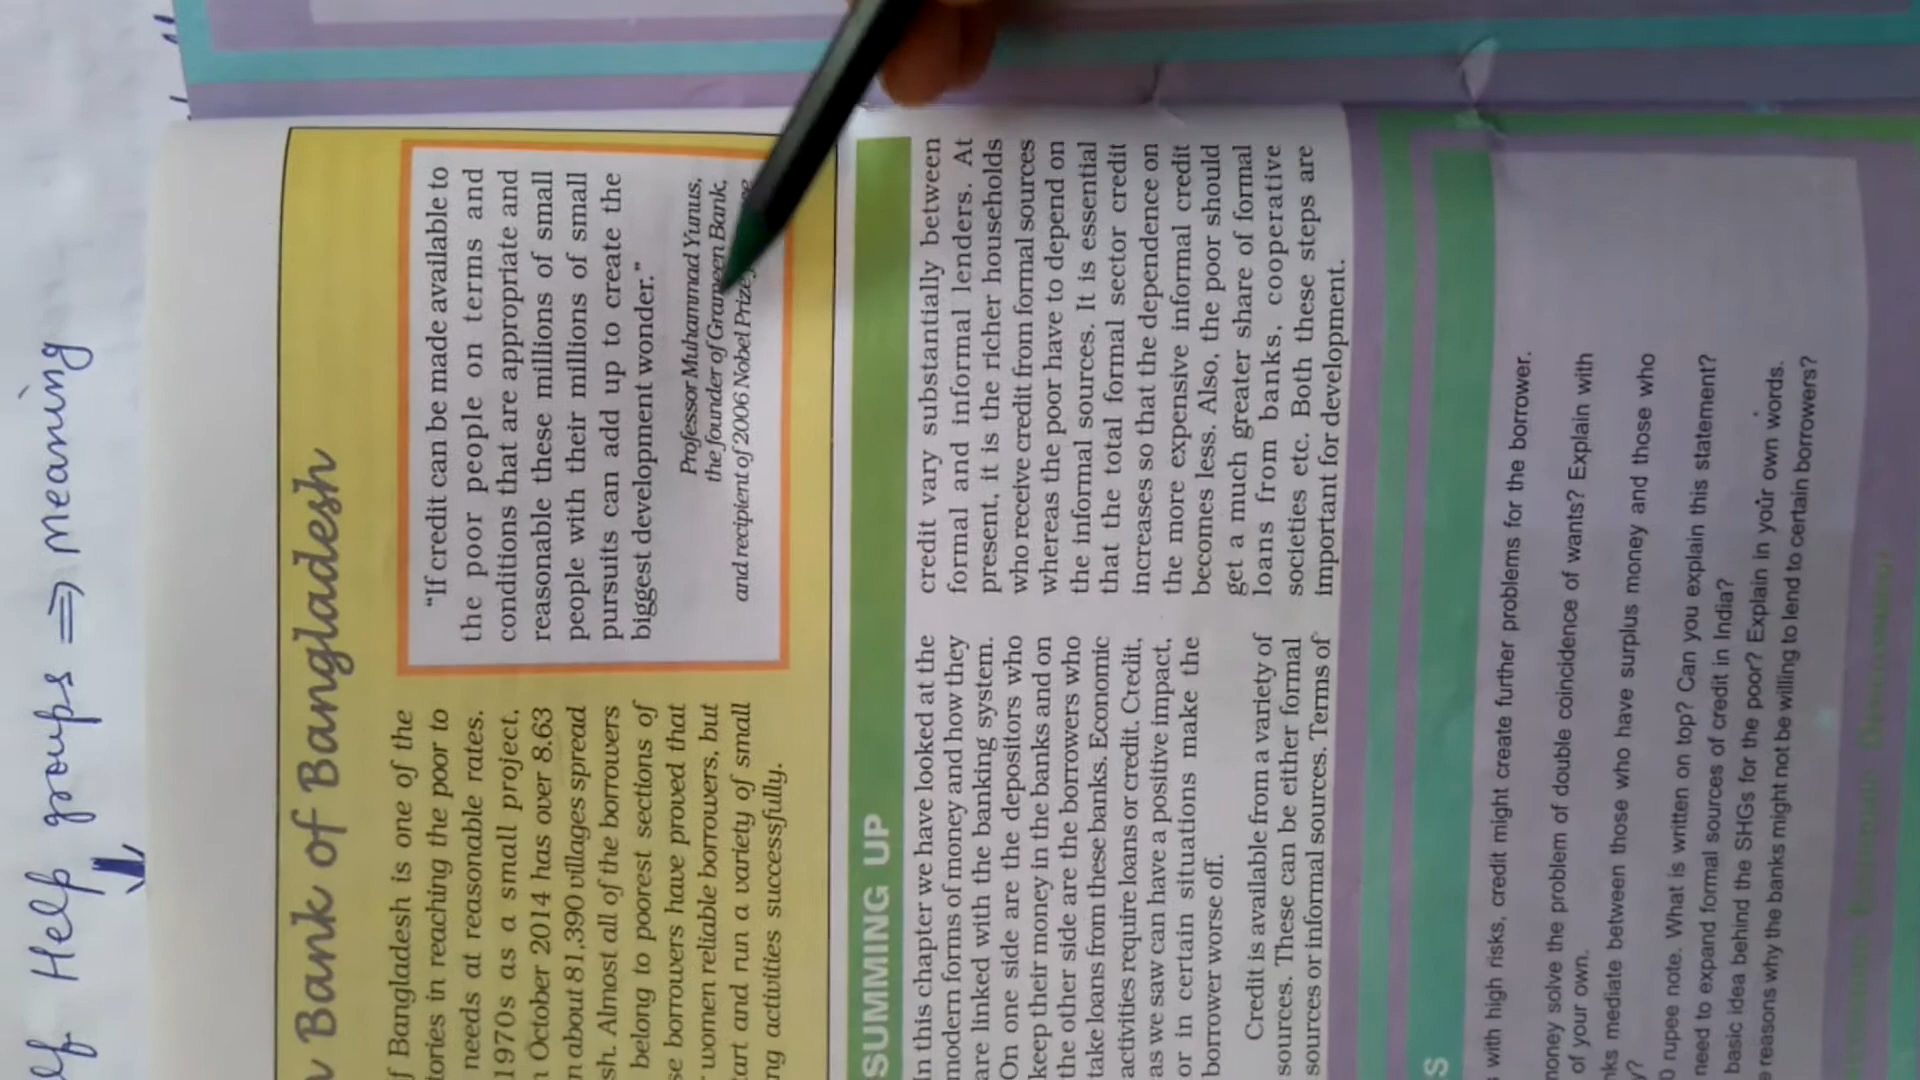 Help groups ⇒ meaning
Bank of Bangladesh
Bangladesh is one of the
in reaching the poor to
needs at reasonable rates.
1970s as a small project,
October 2014 has over 8.63
about 81,390 villages spread
Almost all of the borrowers
belong to poorest sections of
borrowers have proved that
women reliable borrowers, but
and run a variety of small
activities successfully.
“If credit can be made available to
the poor people on terms and
conditions that are appropriate and
reasonable these millions of small
people with their millions of small
pursuits can add up to create the
biggest development wonder.”
Professor Muhammad Yunus,
the founder of Grameen Bank,
and recipient of 2006 Nobel Prize
SUMMING UP
In this chapter we have looked at the
modern forms of money and how they
are linked with the banking system.
On one side are the depositors who
keep their money in the banks and on
the other side are the borrowers who
take loans from these banks. Economic
activities require loans or credit. Credit,
as we saw can have a positive impact,
or in certain situations make the
borrower worse off.
Credit is available from a variety of
sources. These can be either formal
sources or informal sources. Terms of
credit vary substantially between
formal and informal lenders. At
present, it is the richer households
who receive credit from formal sources
whereas the poor have to depend on
the informal sources. It is essential
that the total formal sector credit
increases so that the dependence on
the more expensive informal credit
becomes less. Also, the poor should
get a much greater share of formal
loans from banks, cooperative
societies etc. Both these steps are
important for development.
with high risks, credit might create further problems for the borrower.
money solve the problem of double coincidence of wants? Explain with
of your own.
mediate between those who have surplus money and those who
rupee note. What is written on top? Can you explain this statement?
need to expand formal sources of credit in India?
basic idea behind the SHGs for the poor? Explain in your own words.
reasons why the banks might not be willing to lend to certain borrowers?